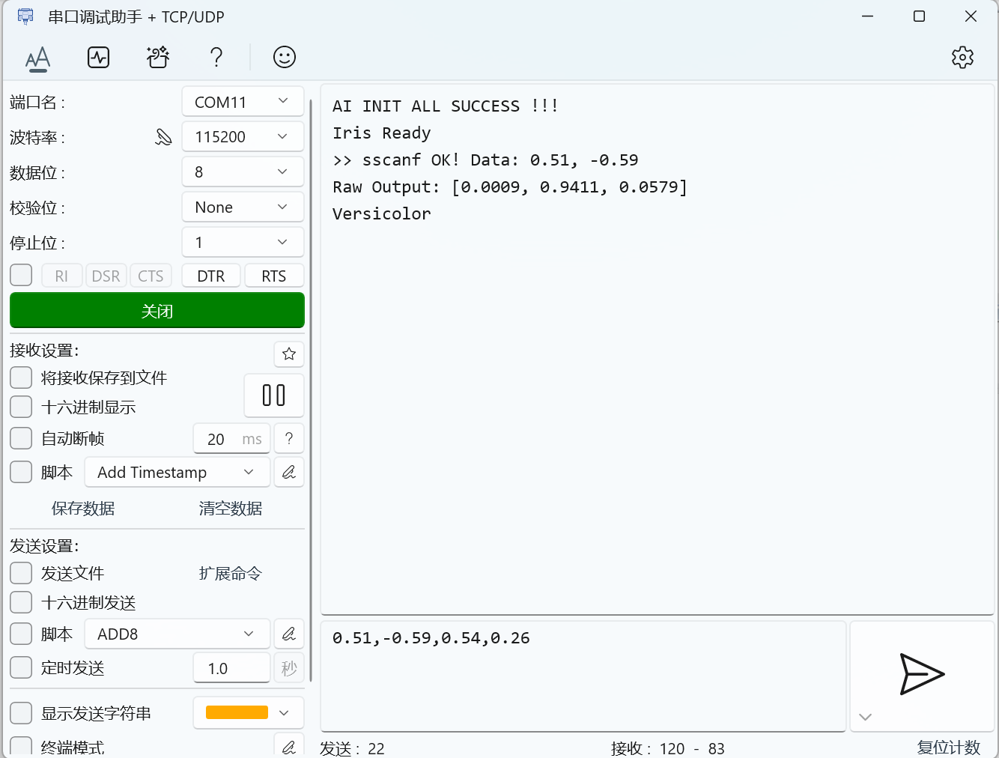 串口调试助手 + TCP/UDP
端口名 :
COM11
波特率 :
115200
数据位 :
8
校验位 :
None
停止位 :
1
RI DSR CTS DTR RTS
关闭
接收设置:
将接收保存到文件
十六进制显示
自动断帧
20 ms ?
脚本
Add Timestamp
保存数据 清空数据
发送设置:
发送文件 扩展命令
十六进制发送
脚本
ADD8
定时发送
1.0 秒
显示发送字符串
终端模式
AI INIT ALL SUCCESS !!!
Iris Ready
>> sscanf OK! Data: 0.51, -0.59
Raw Output: [0.0009, 0.9411, 0.0579]
Versicolor
0.51,-0.59,0.54,0.26
发送 : 22 接收 : 120 - 83 复位计数